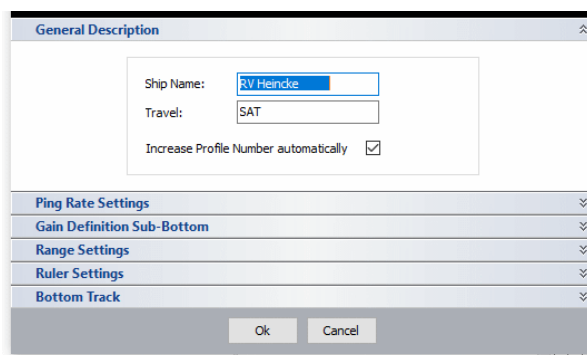 General Description
Ship Name: RV Heincke
Travel: SAT
Increase Profile Number automatically
Ping Rate Settings
Gain Definition Sub-Bottom
Range Settings
Ruler Settings
Bottom Track
Ok Cancel